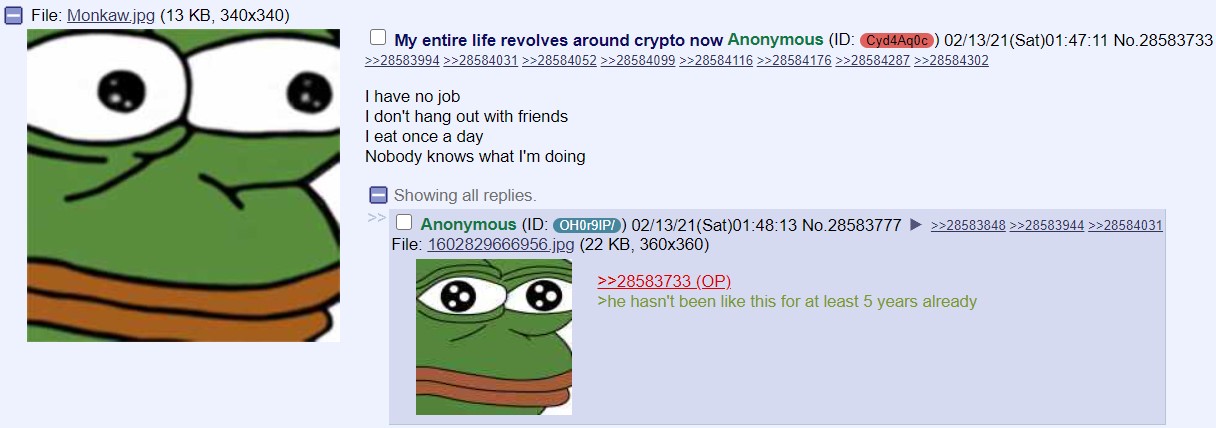 File: Monkaw.jpg (13 KB, 340x340)
My entire life revolves around crypto now Anonymous (ID: Cyd4Aq0c) 02/13/21(Sat)01:47:11 No.28583733
>>28583994 >>28584031 >>28584052 >>28584099 >>28584116 >>28584176 >>28584287 >>28584302
I have no job
I don't hang out with friends
I eat once a day
Nobody knows what I'm doing
Showing all replies.
>> Anonymous (ID: OH0r9IP/) 02/13/21(Sat)01:48:13 No.28583777 ▶ >>28583848 >>28583944 >>28584031
File: 1602829666956.jpg (22 KB, 360x360)
>>28583733 (OP)
>he hasn't been like this for at least 5 years already